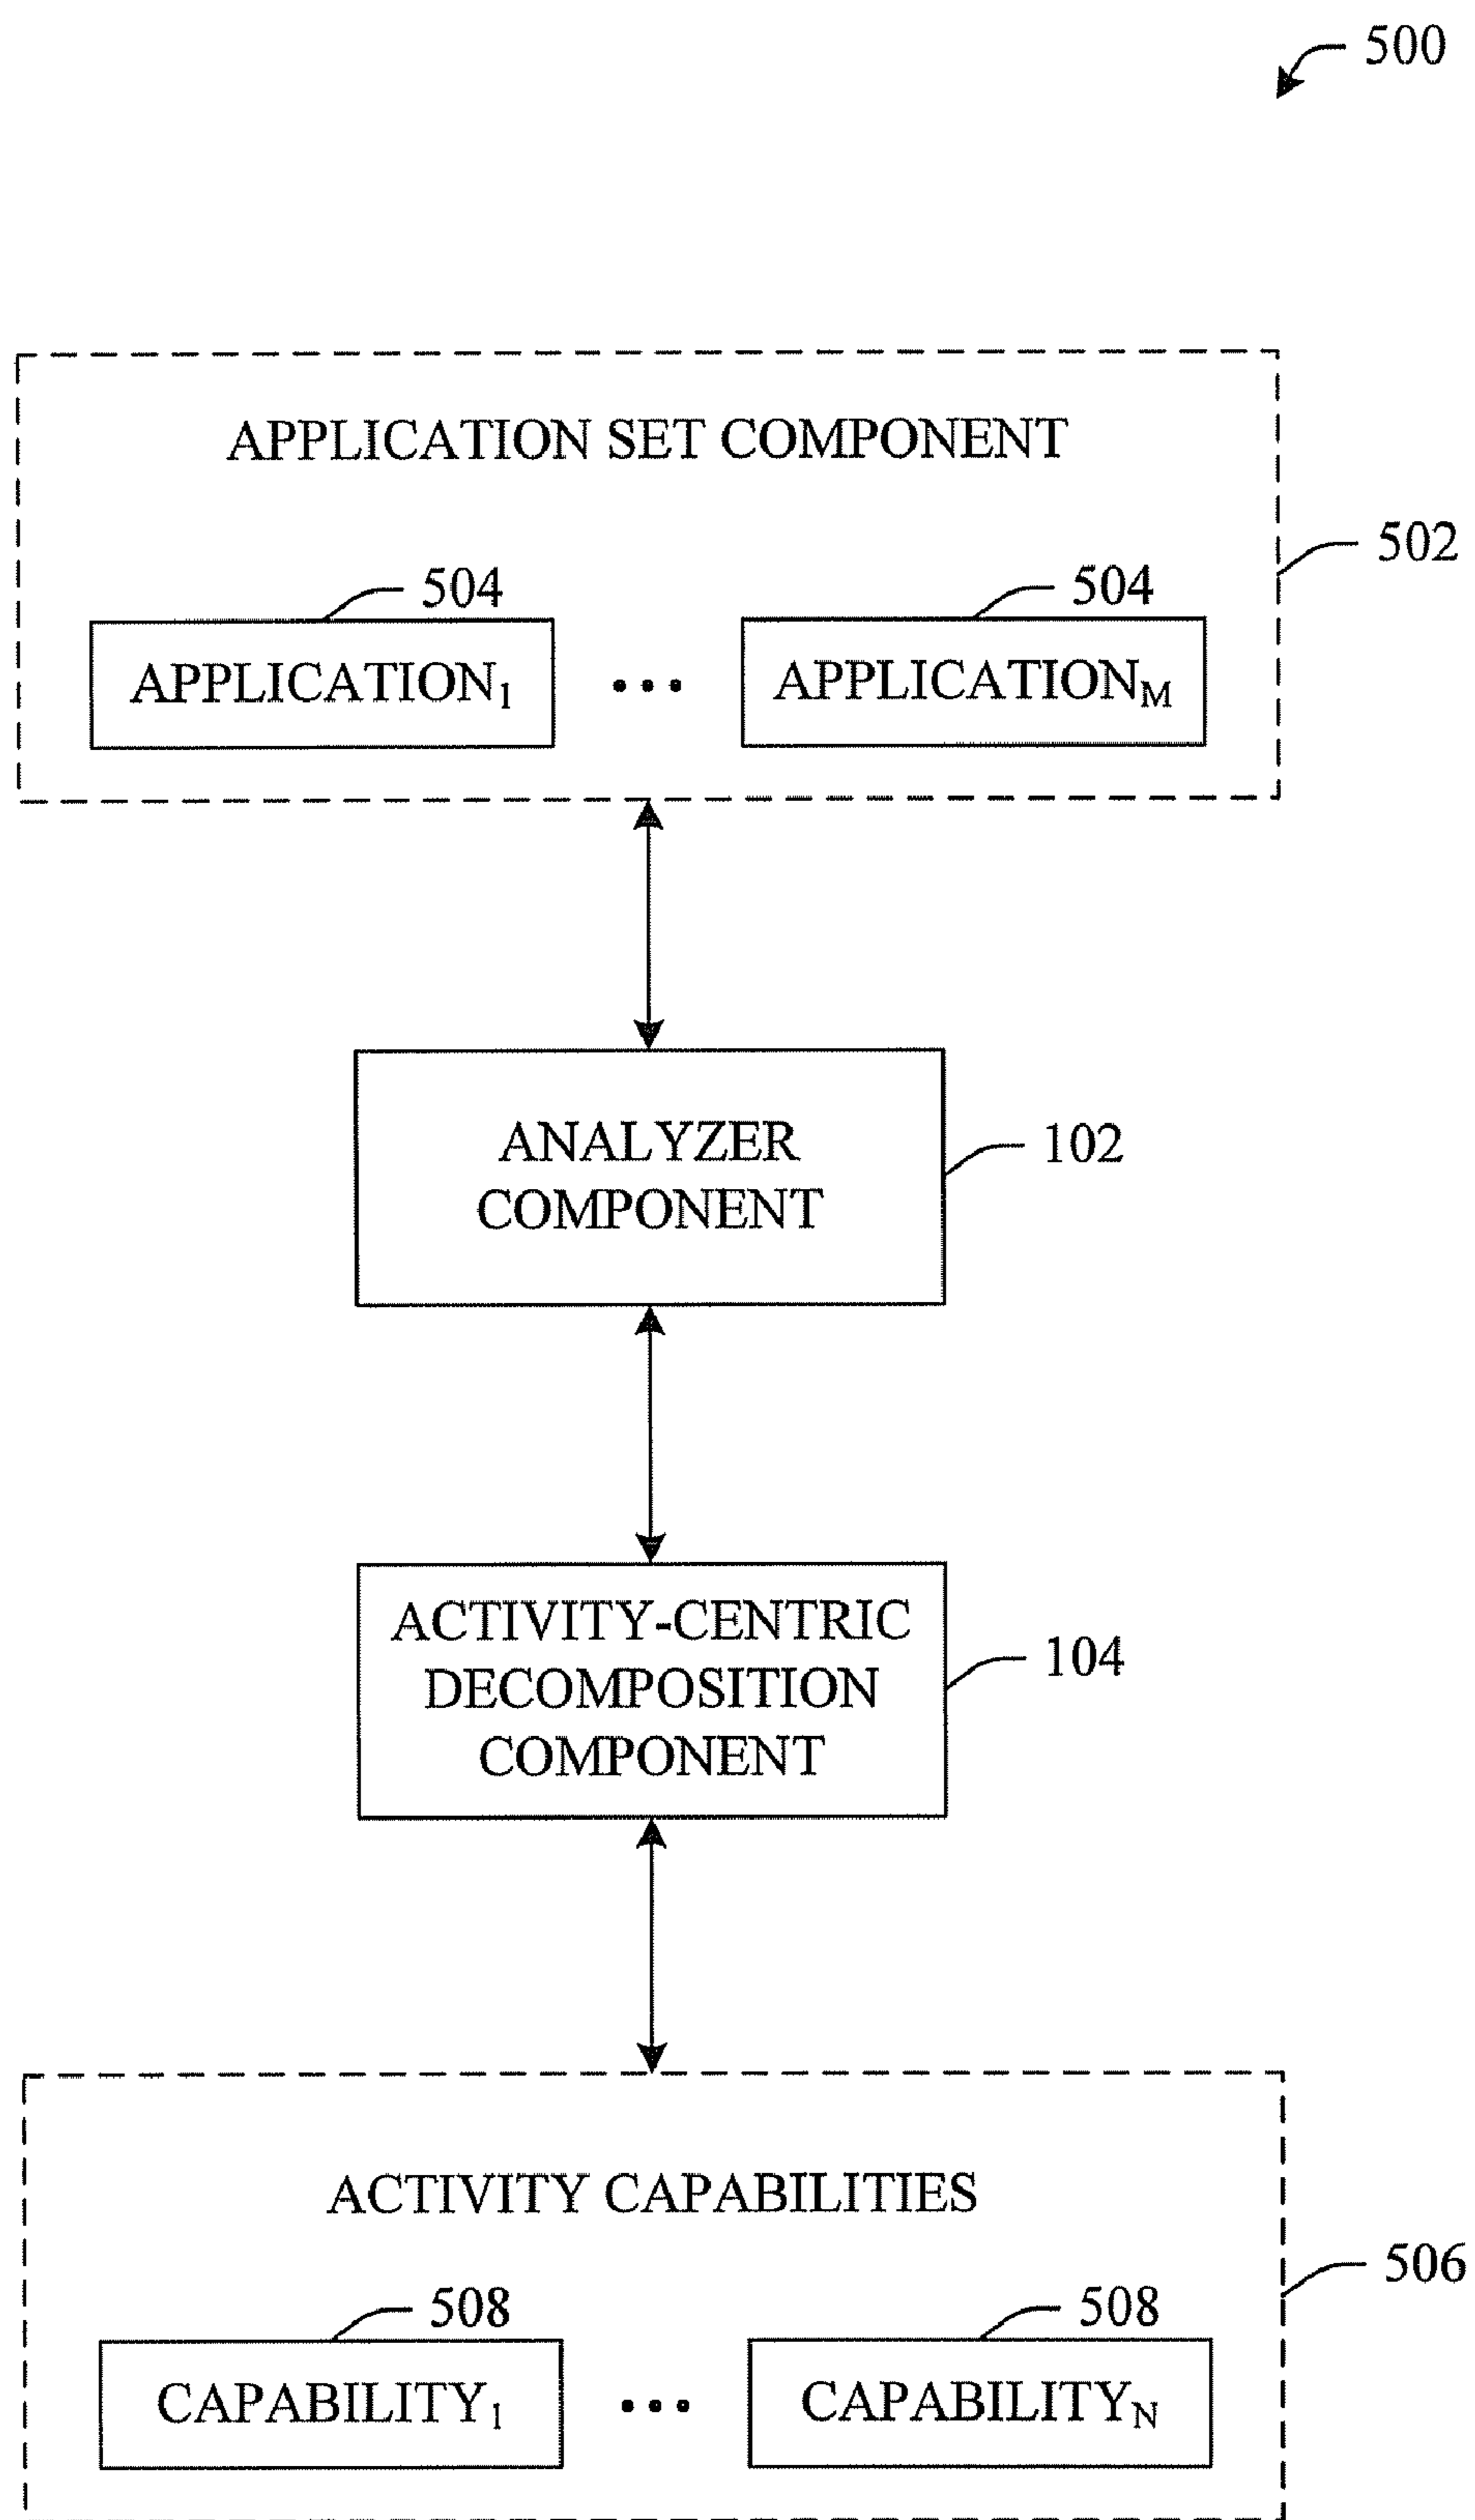 500
APPLICATION SET COMPONENT
502
504
504
APPLICATION1
...
APPLICATIONM
ANALYZER
COMPONENT
102
ACTIVITY-CENTRIC
DECOMPOSITION
COMPONENT
104
ACTIVITY CAPABILITIES
506
508
508
CAPABILITY1
...
CAPABILITYN